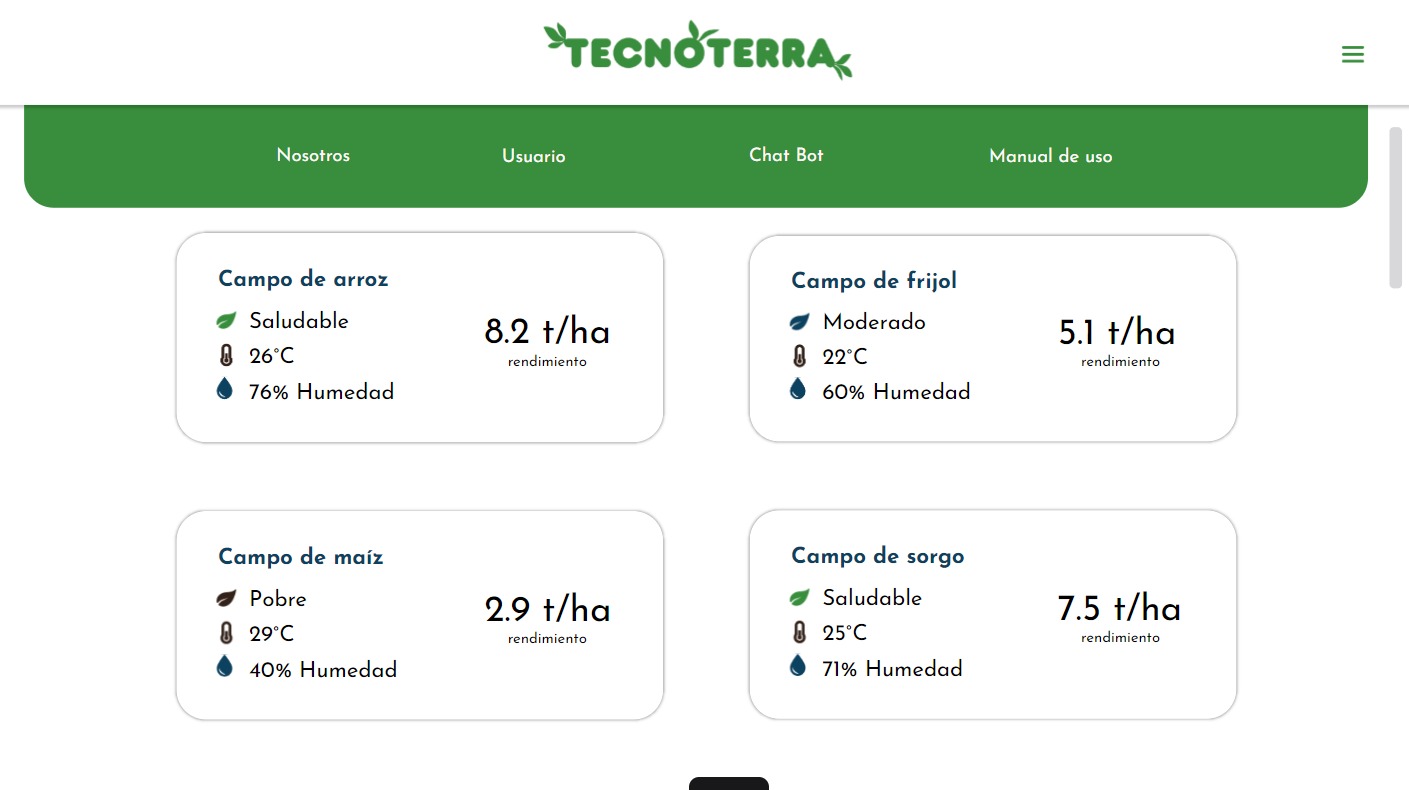 TECNOTERRA
Nosotros
Usuario
Chat Bot
Manual de uso
Campo de arroz
Saludable
26°C
76% Humedad
8.2 t/ha
rendimiento
Campo de frijol
Moderado
22°C
60% Humedad
5.1 t/ha
rendimiento
Campo de maíz
Pobre
29°C
40% Humedad
2.9 t/ha
rendimiento
Campo de sorgo
Saludable
25°C
71% Humedad
7.5 t/ha
rendimiento